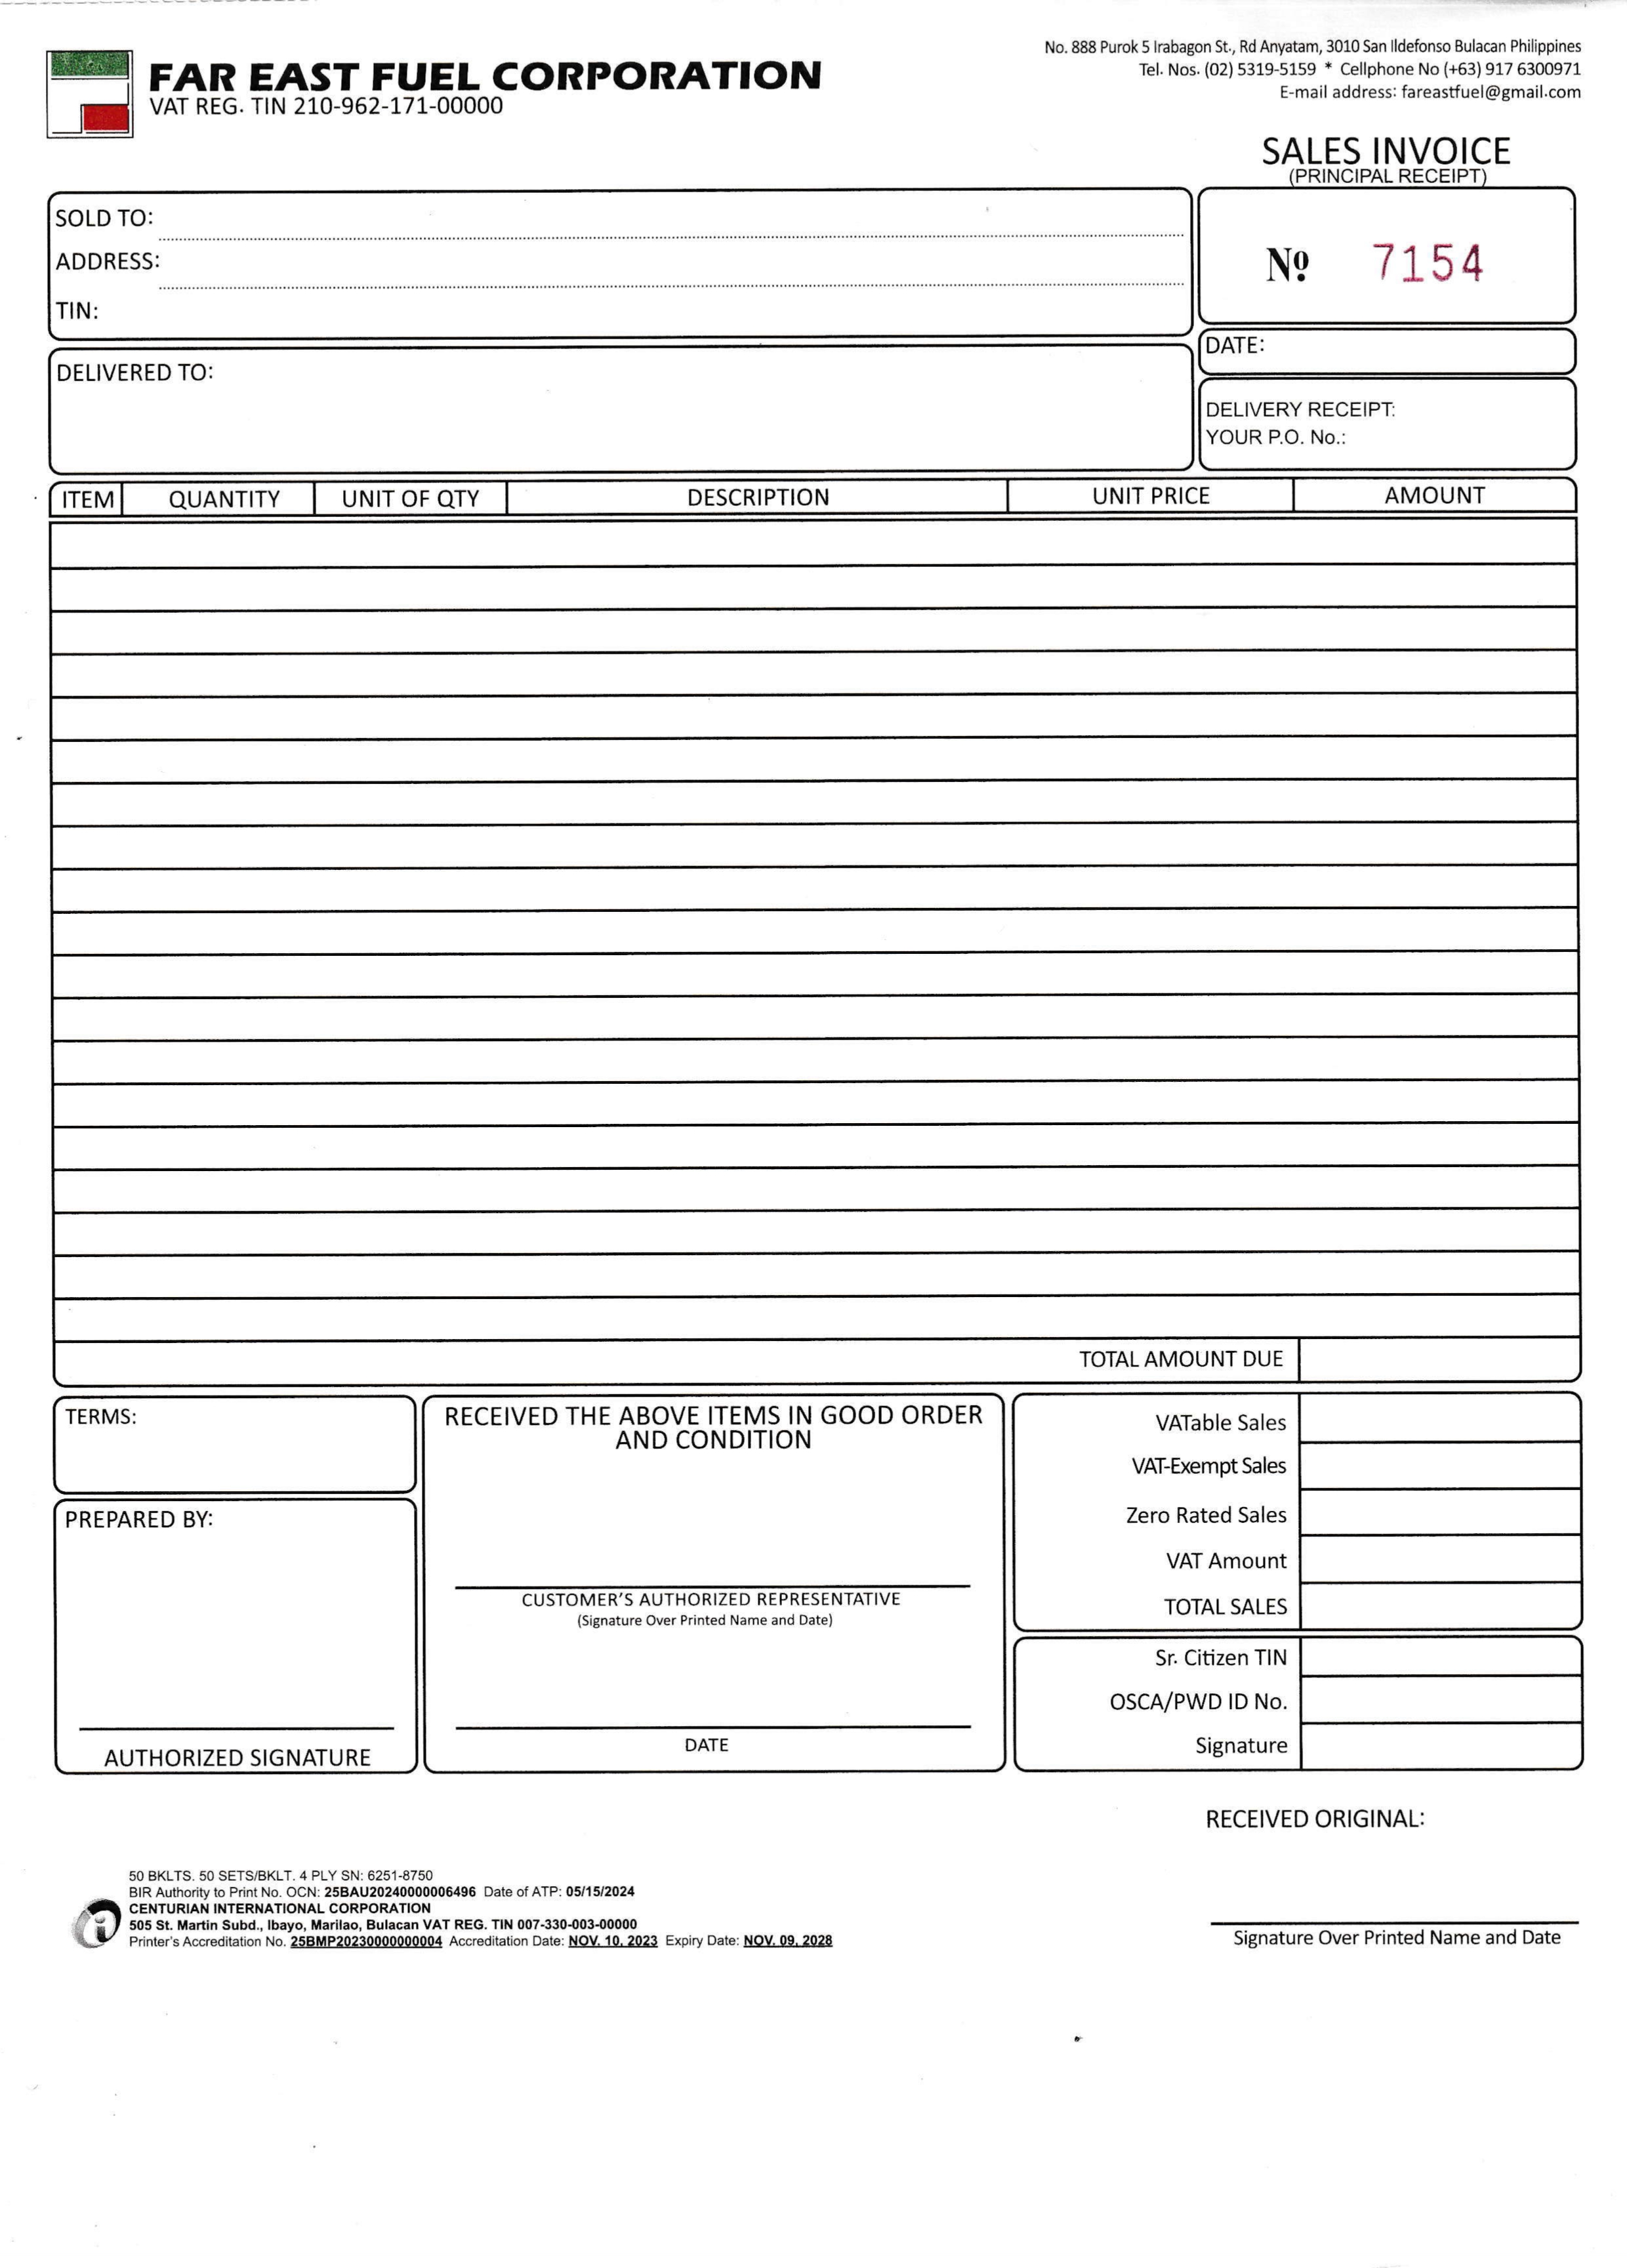 FAR EAST FUEL CORPORATION
VAT REG. TIN 210-962-171-00000
No. 888 Purok 5 Irabagon St., Rd Anyatam, 3010 San Ildefonso Bulacan Philippines
Tel. Nos. (02) 5319-5159 * Cellphone No (+63) 917 6300971
E-mail address: fareastfuel@gmail.com
SALES INVOICE
(PRINCIPAL RECEIPT)
SOLD TO:
ADDRESS:
TIN:
№ 7154
DATE:
DELIVERED TO:
DELIVERY RECEIPT:
YOUR P.O. No.:
ITEM QUANTITY UNIT OF QTY DESCRIPTION UNIT PRICE AMOUNT
TOTAL AMOUNT DUE
TERMS:
PREPARED BY:
AUTHORIZED SIGNATURE
RECEIVED THE ABOVE ITEMS IN GOOD ORDER
AND CONDITION
CUSTOMER'S AUTHORIZED REPRESENTATIVE
(Signature Over Printed Name and Date)
DATE
VATable Sales
VAT-Exempt Sales
Zero Rated Sales
VAT Amount
TOTAL SALES
Sr. Citizen TIN
OSCA/PWD ID No.
Signature
RECEIVED ORIGINAL:
Signature Over Printed Name and Date
50 BKLTS. 50 SETS/BKLT. 4 PLY SN: 6251-8750
BIR Authority to Print No. OCN: 25BAU20240000006496 Date of ATP: 05/15/2024
CENTURIAN INTERNATIONAL CORPORATION
505 St. Martin Subd., Ibayo, Marilao, Bulacan VAT REG. TIN 007-330-003-00000
Printer's Accreditation No. 25BMP20230000000004 Accreditation Date: NOV. 10, 2023 Expiry Date: NOV. 09, 2028